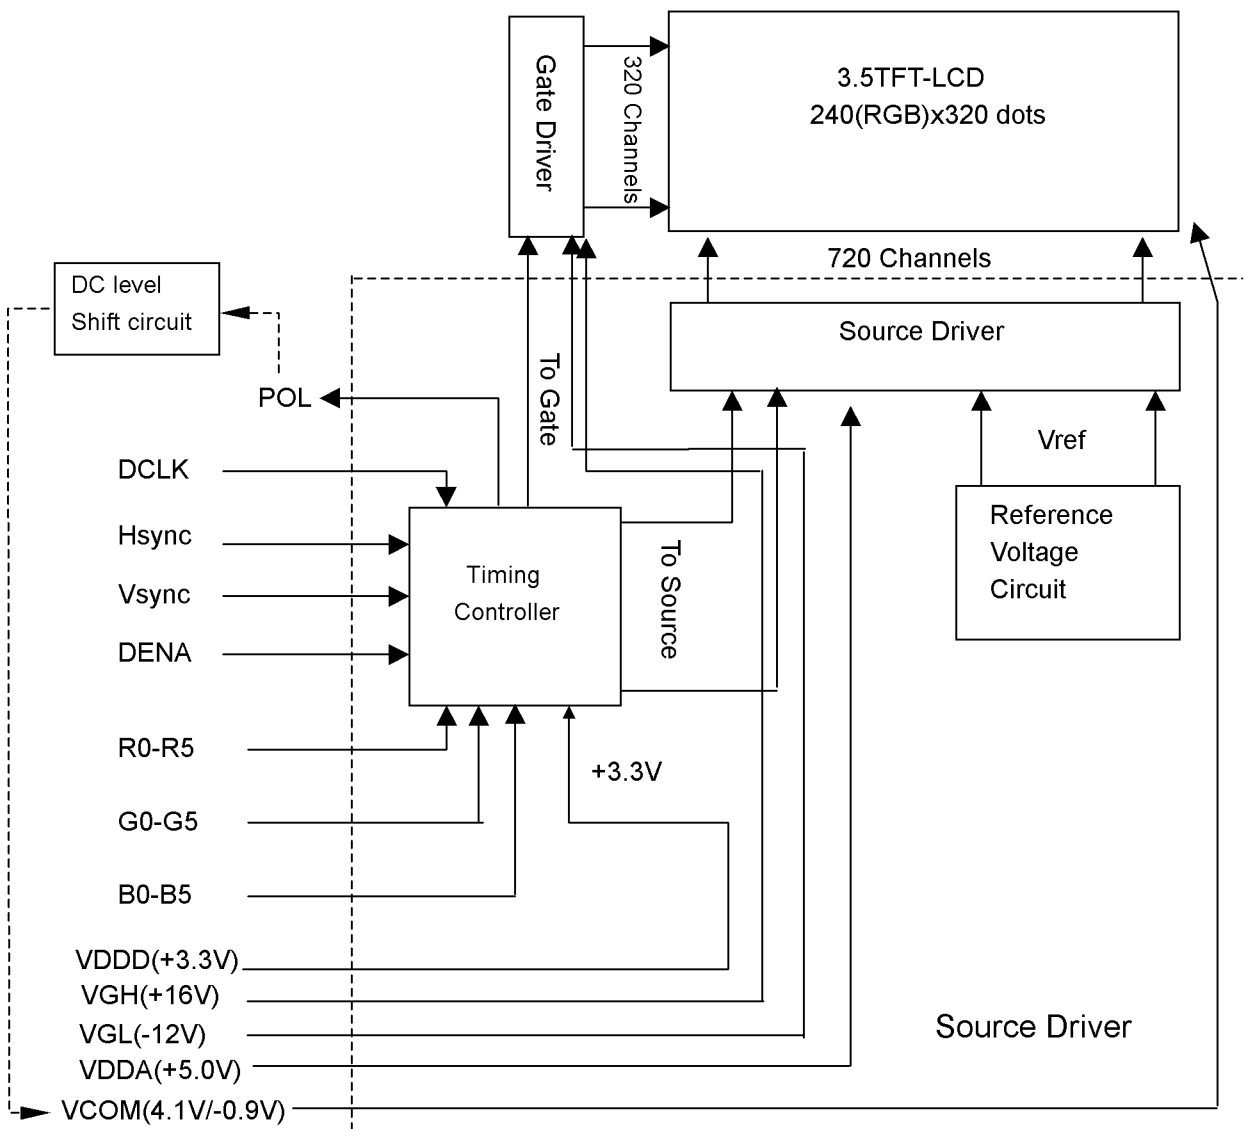 Gate Driver
320 Channels
3.5TFT-LCD
240(RGB)x320 dots
720 Channels
DC level
Shift circuit
Source Driver
POL
To Gate
Vref
DCLK
Hsync
Vsync
DENA
Timing
Controller
To Source
Reference
Voltage
Circuit
R0-R5
+3.3V
G0-G5
B0-B5
VDDD(+3.3V)
VGH(+16V)
VGL(-12V)
VDDA(+5.0V)
VCOM(4.1V/-0.9V)
Source Driver